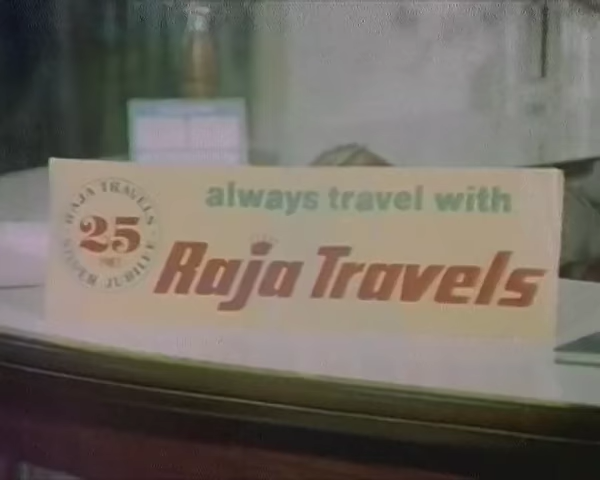 always travel with
Raja Travels
RAJA TRAVELS
25
SILVER JUBILEE